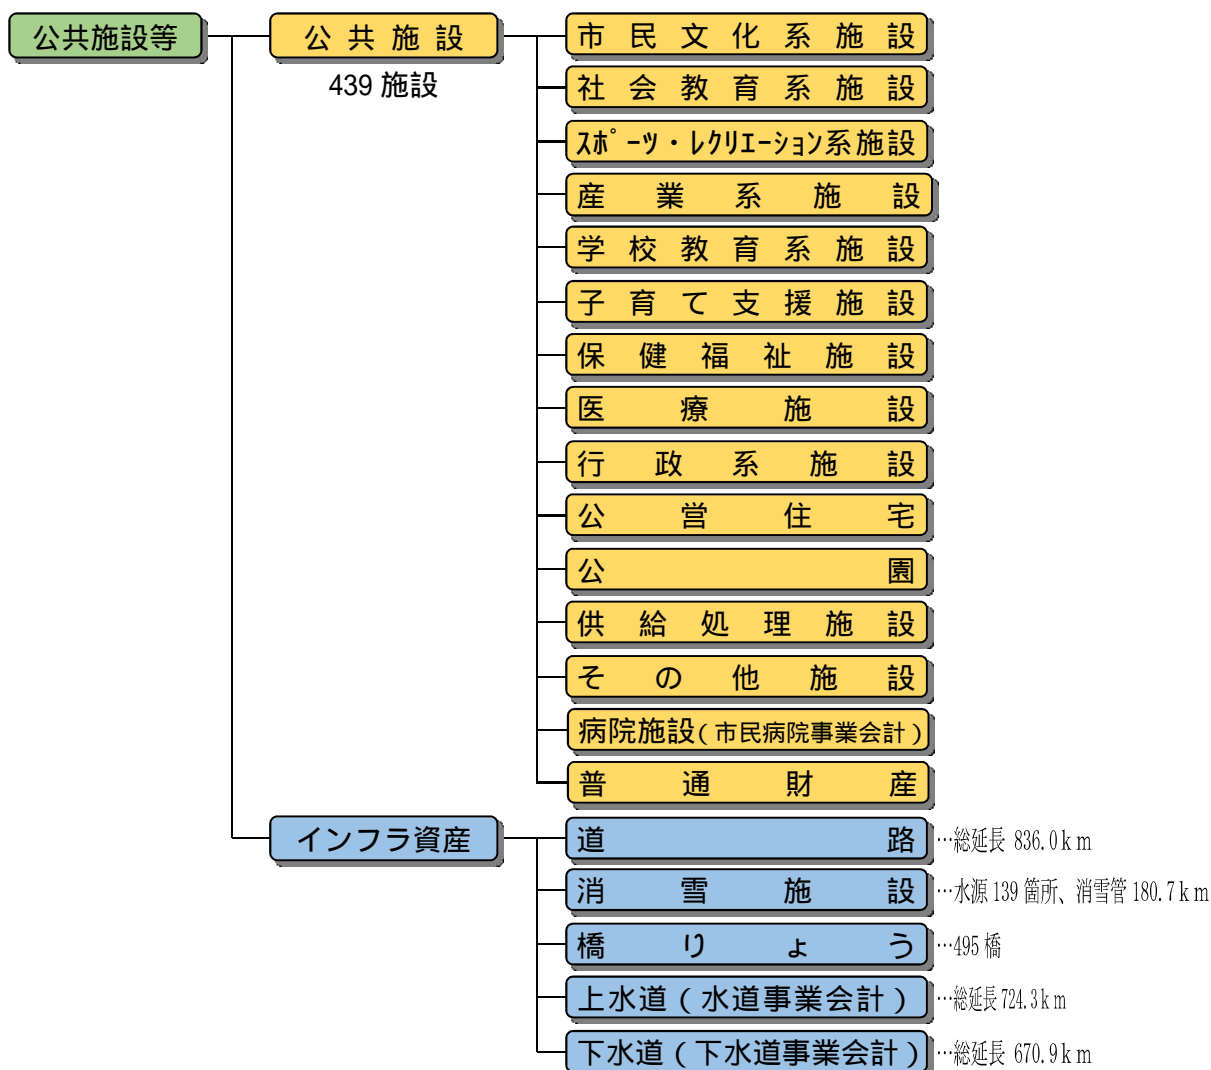 公共施設等
公共施設
439 施設
市民文化系施設
社会教育系施設
ｽﾎﾟｰﾂ・ﾚｸﾘｴｰｼｮﾝ系施設
産業系施設
学校教育系施設
子育て支援施設
保健福祉施設
医療施設
行政系施設
公営住宅
公園
供給処理施設
その他施設
病院施設(市民病院事業会計)
普通財産
インフラ資産
道路 …総延長 836.0ｋｍ
消雪施設 …水源 139 箇所、消雪管 180.7ｋｍ
橋りょう …495 橋
上水道(水道事業会計) …総延長 724.3ｋｍ
下水道(下水道事業会計) …総延長 670.9ｋｍ